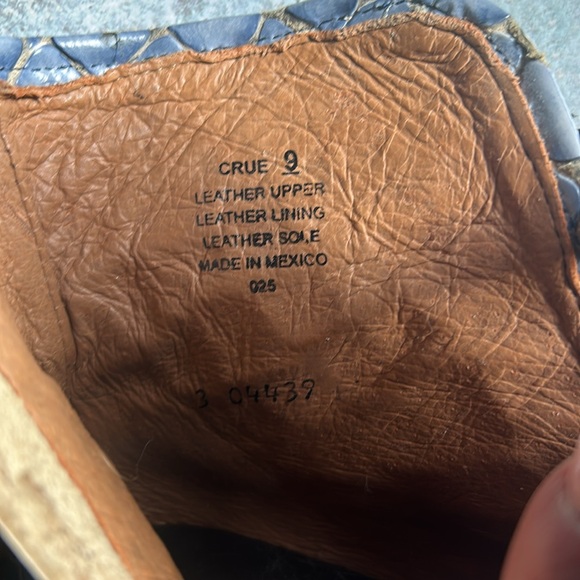 CRUE 9
LEATHER UPPER
LEATHER LINING
LEATHER SOLE
MADE IN MEXICO
025
3 04439